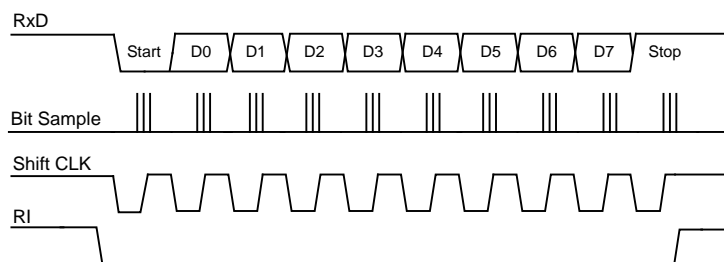 RxD
Start D0 D1 D2 D3 D4 D5 D6 D7 Stop
Bit Sample
Shift CLK
RI